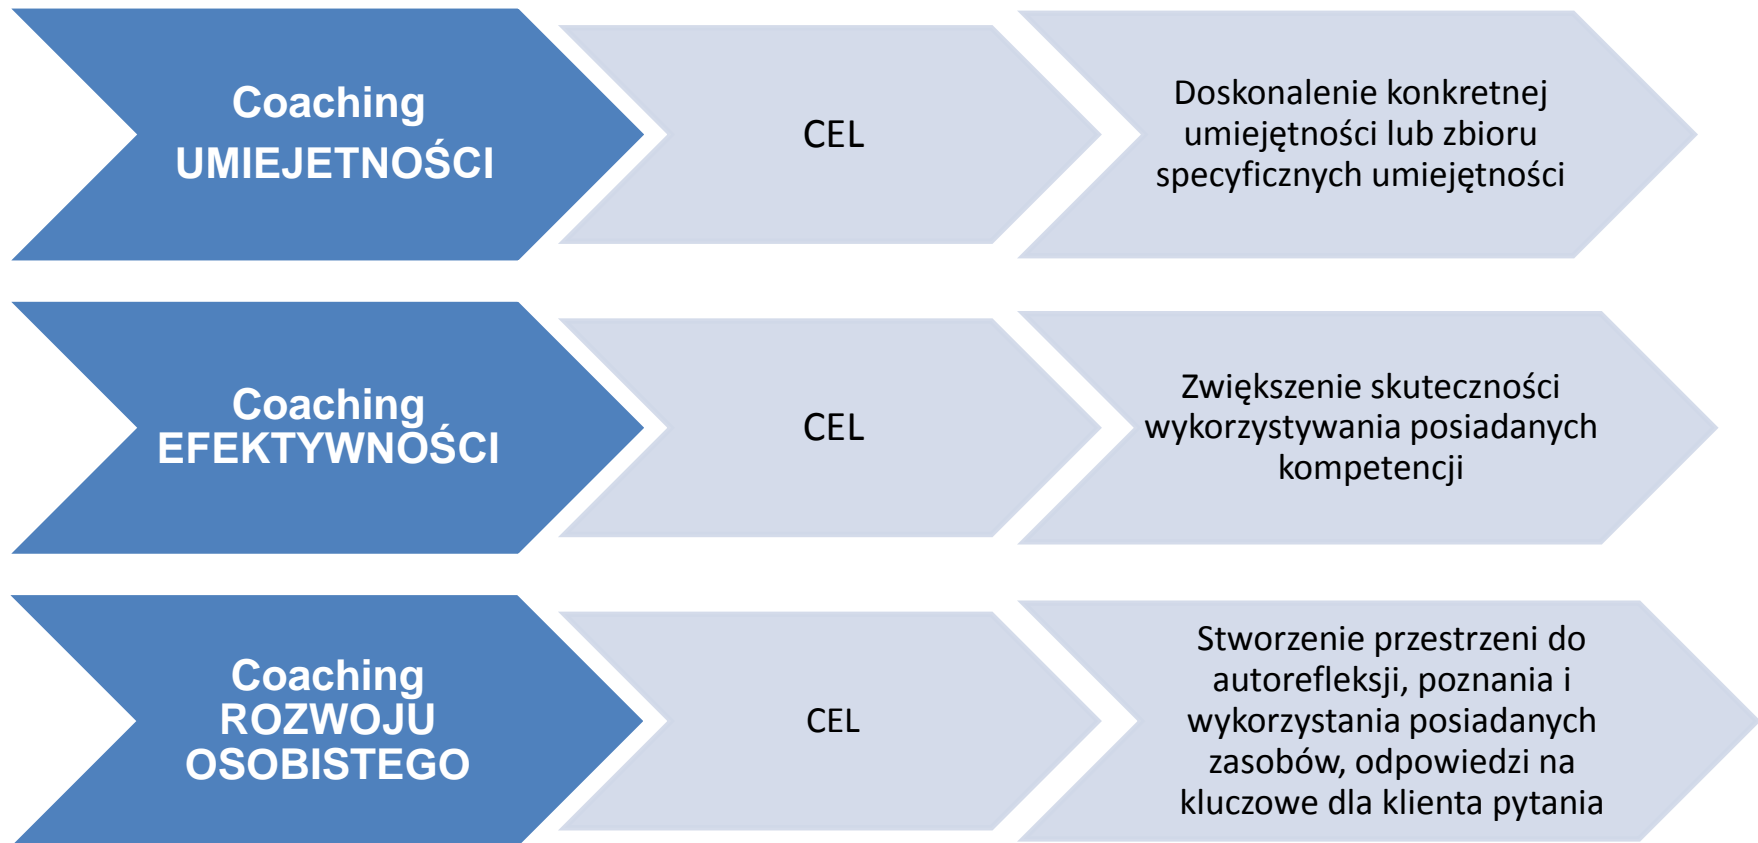 Coaching
UMIEJETNOŚCI
CEL
Doskonalenie konkretnej
umiejętności lub zbioru
specyficznych umiejętności
Coaching
EFEKTYWNOŚCI
CEL
Zwiększenie skuteczności
wykorzystywania posiadanych
kompetencji
Coaching
ROZWOJU
OSOBISTEGO
CEL
Stworzenie przestrzeni do
autorefleksji, poznania i
wykorzystania posiadanych
zasobów, odpowiedzi na
kluczowe dla klienta pytania